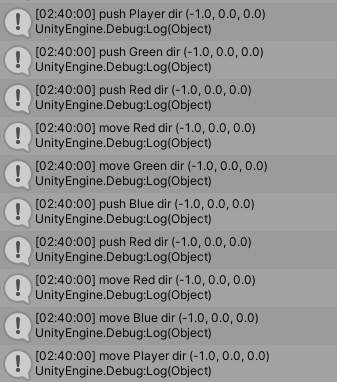 [02:40:00] push Player dir (-1.0, 0.0, 0.0)
UnityEngine.Debug:Log(Object)
[02:40:00] push Green dir (-1.0, 0.0, 0.0)
UnityEngine.Debug:Log(Object)
[02:40:00] push Red dir (-1.0, 0.0, 0.0)
UnityEngine.Debug:Log(Object)
[02:40:00] move Red dir (-1.0, 0.0, 0.0)
UnityEngine.Debug:Log(Object)
[02:40:00] move Green dir (-1.0, 0.0, 0.0)
UnityEngine.Debug:Log(Object)
[02:40:00] push Blue dir (-1.0, 0.0, 0.0)
UnityEngine.Debug:Log(Object)
[02:40:00] push Red dir (-1.0, 0.0, 0.0)
UnityEngine.Debug:Log(Object)
[02:40:00] move Red dir (-1.0, 0.0, 0.0)
UnityEngine.Debug:Log(Object)
[02:40:00] move Blue dir (-1.0, 0.0, 0.0)
UnityEngine.Debug:Log(Object)
[02:40:00] move Player dir (-1.0, 0.0, 0.0)
UnityEngine.Debug:Log(Object)